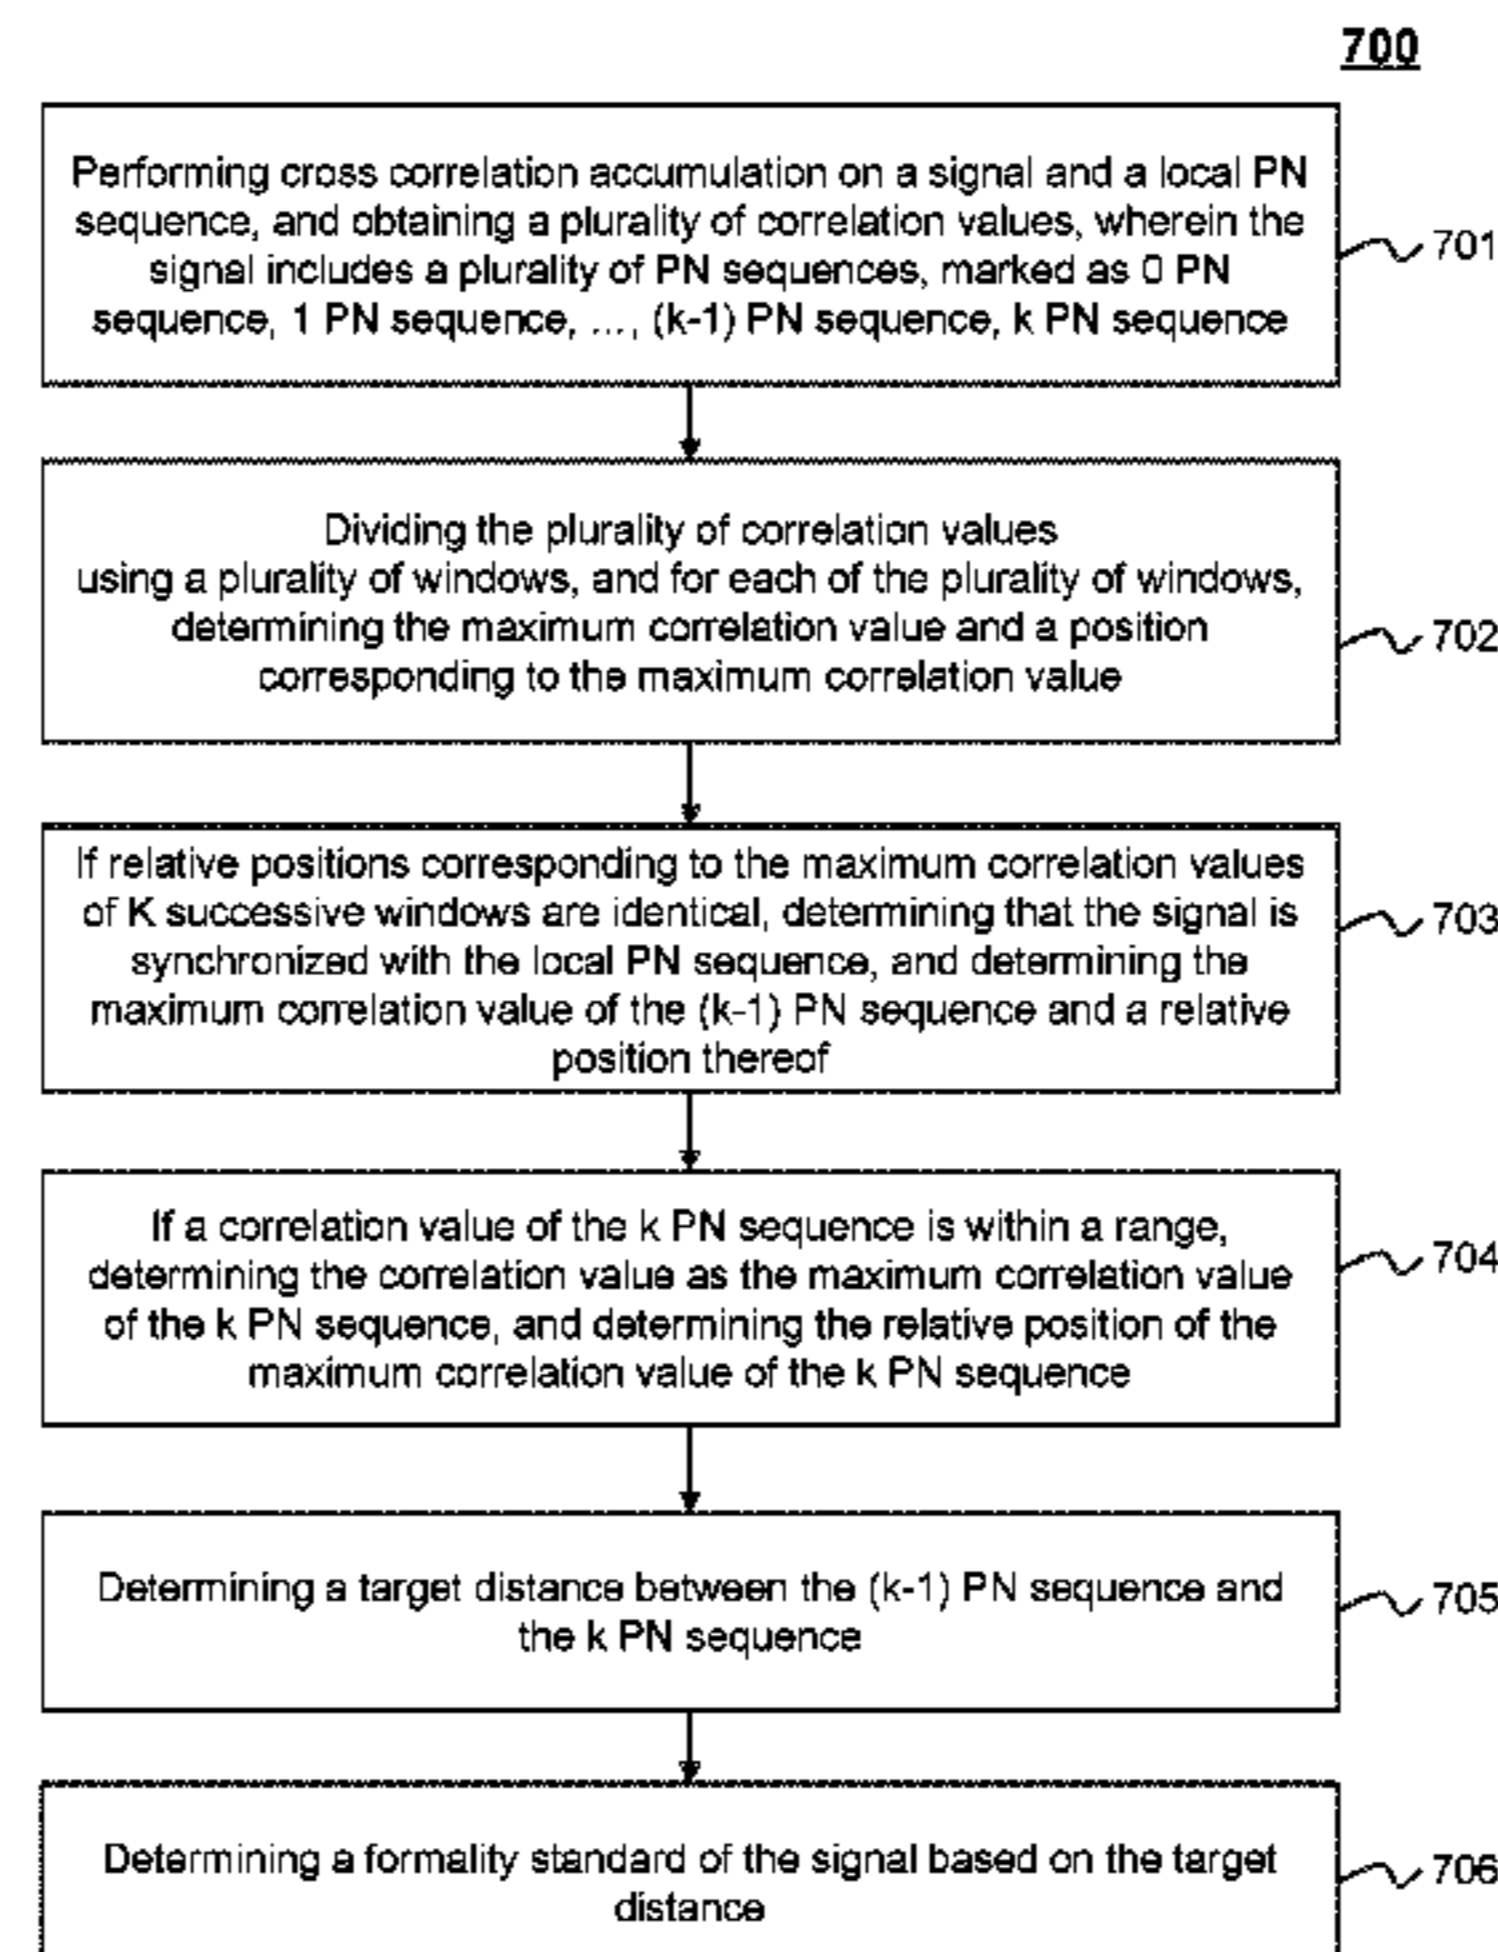 700
Performing cross correlation accumulation on a signal and a local PN
sequence, and obtaining a plurality of correlation values, wherein the
signal includes a plurality of PN sequences, marked as 0 PN
sequence, 1 PN sequence, ..., (k-1) PN sequence, k PN sequence
701
Dividing the plurality of correlation values
using a plurality of windows, and for each of the plurality of windows,
determining the maximum correlation value and a position
corresponding to the maximum correlation value
702
If relative positions corresponding to the maximum correlation values
of K successive windows are identical, determining that the signal is
synchronized with the local PN sequence, and determining the
maximum correlation value of the (k-1) PN sequence and a relative
position thereof
703
If a correlation value of the k PN sequence is within a range,
determining the correlation value as the maximum correlation value
of the k PN sequence, and determining the relative position of the
maximum correlation value of the k PN sequence
704
Determining a target distance between the (k-1) PN sequence and
the k PN sequence
705
Determining a formality standard of the signal based on the target
distance
706